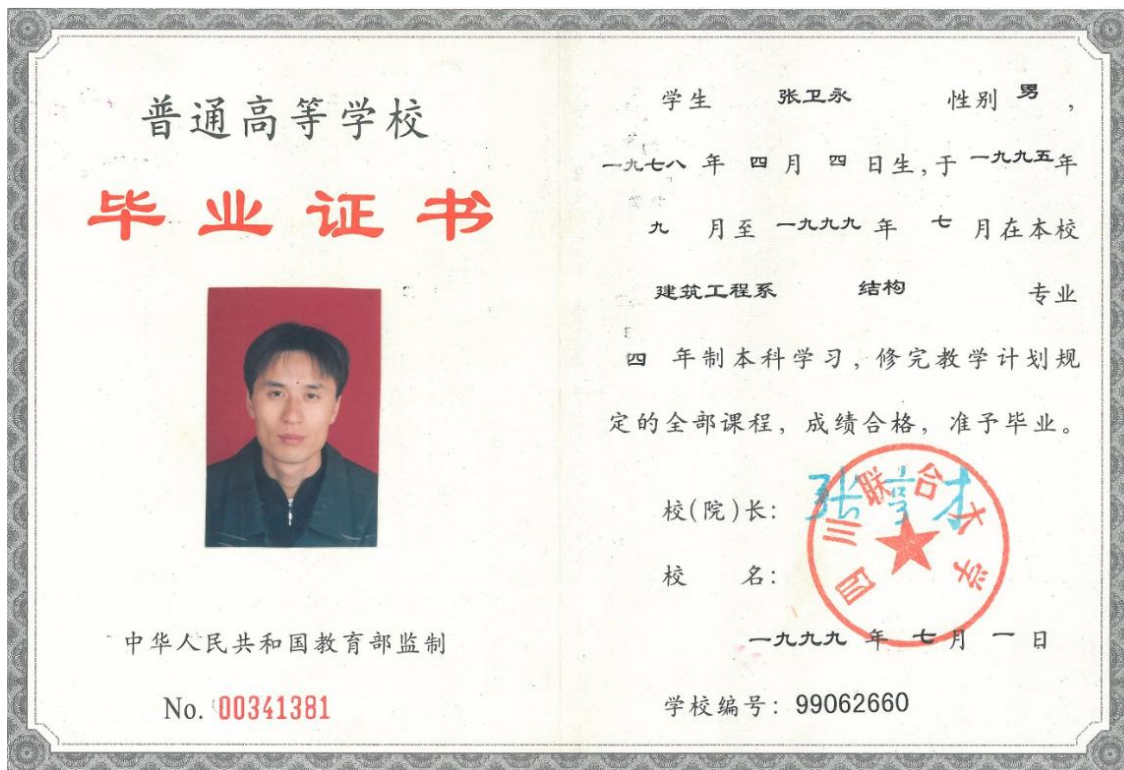 普通高等学校
毕业证书
中华人民共和国教育部监制
No. 00341381
学生 张卫永 性别 男，
一九七八 年 四 月 四 日生，于 一九九五 年
九 月至 一九九九 年 七 月在本校
建筑工程系 结构 专业
四 年制本科学习，修完教学计划规
定的全部课程，成绩合格，准予毕业。
校(院)长：
校 名：
四川联合大学
一九九九 年 七 月 一 日
学校编号：99062660